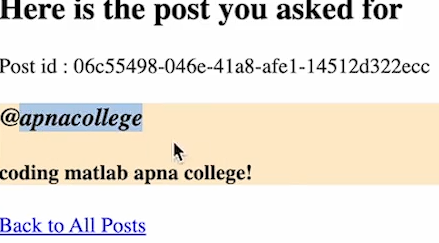 Here is the post you asked for
Post id : 06c55498-046e-41a8-afe1-14512d322ecc
@apnacollege
coding matlab apna college!
Back to All Posts